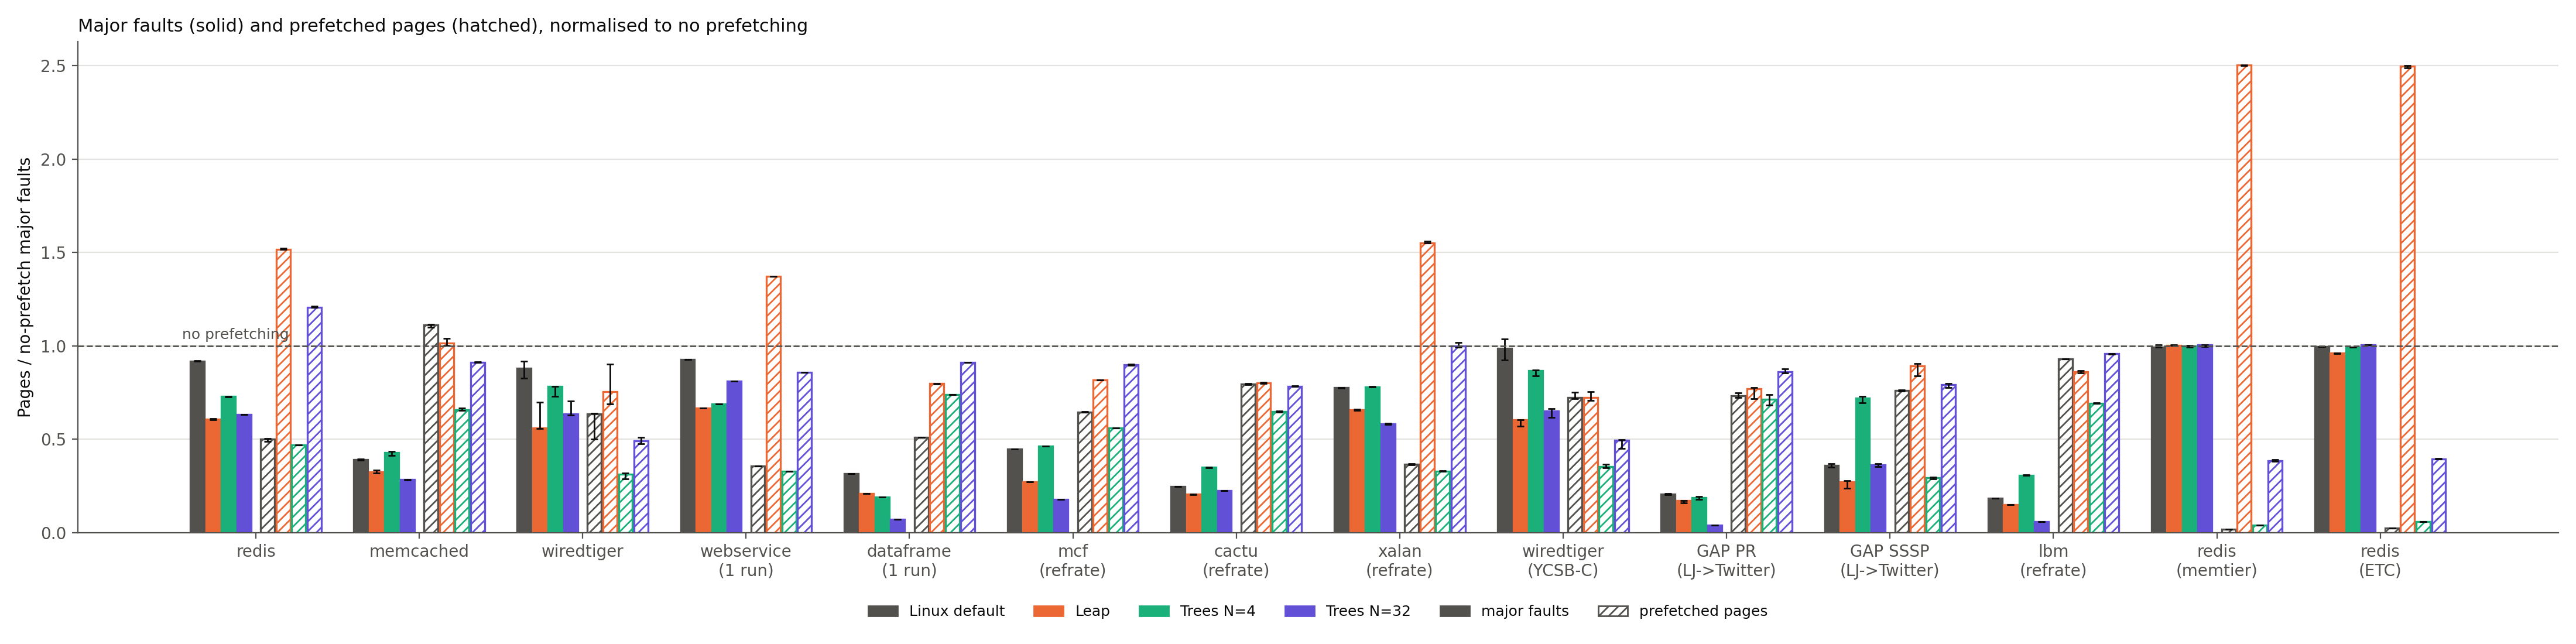 Major faults (solid) and prefetched pages (hatched), normalised to no prefetching
Pages / no-prefetch major faults
2.5
2.0
1.5
1.0
0.5
0.0
no prefetching
redis
memcached
wiredtiger
webservice
(1 run)
dataframe
(1 run)
mcf
(refrate)
cactu
(refrate)
xalan
(refrate)
wiredtiger
(YCSB-C)
GAP PR
(LJ->Twitter)
GAP SSSP
(LJ->Twitter)
lbm
(refrate)
redis
(memtier)
redis
(ETC)
Linux default
Leap
Trees N=4
Trees N=32
major faults
prefetched pages